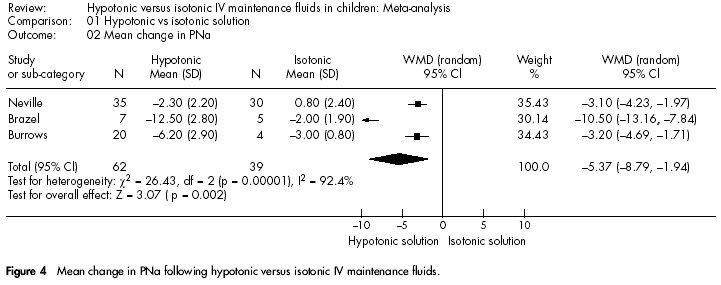 Review: Hypotonic versus isotonic IV maintenance fluids in children: Meta-analysis
Comparison: 01 Hypotonic vs isotonic solution
Outcome: 02 Mean change in PNa
Study Hypotonic Isotonic WMD (random) Weight WMD (random)
or sub-category N Mean (SD) N Mean (SD) 95% CI % 95% CI
Neville 35 –2.30 (2.20) 30 0.80 (2.40) 35.43 –3.10 (–4.23, –1.97)
Brazel 7 –12.50 (2.80) 5 –2.00 (1.90) 30.14 –10.50 (–13.16, –7.84)
Burrows 20 –6.20 (2.90) 4 –3.00 (0.80) 34.43 –3.20 (–4.69, –1.71)
Total (95% CI) 62 39 100.0 –5.37 (–8.79, –1.94)
Test for heterogeneity: χ² = 26.43, df = 2 (p = 0.00001), I² = 92.4%
Test for overall effect: Z = 3.07 ( p = 0.002)
–10 –5 0 5 10
Hypotonic solution Isotonic solution
Figure 4 Mean change in PNa following hypotonic versus isotonic IV maintenance fluids.